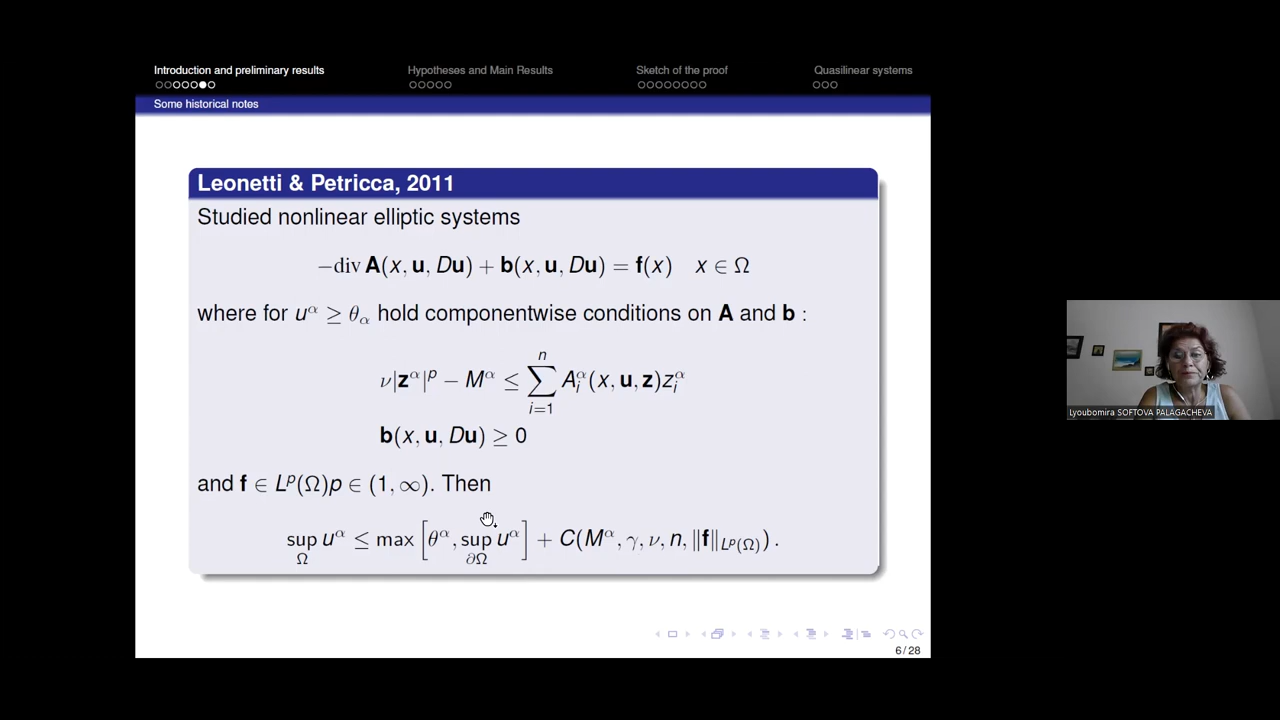 Introduction and preliminary results
Hypotheses and Main Results
Sketch of the proof
Quasilinear systems
Some historical notes
Leonetti & Petricca, 2011
Studied nonlinear elliptic systems
−div A(x, u, Du) + b(x, u, Du) = f(x) x ∈ Ω
where for u^α ≥ θ_α hold componentwise conditions on A and b :
ν|z^α|^p − M^α ≤ ∑_{i=1}^{n} A_i^α(x, u, z)z_i^α
b(x, u, Du) ≥ 0
and f ∈ L^p(Ω)p ∈ (1, ∞). Then
sup_Ω u^α ≤ max [θ^α, sup_{∂Ω} u^α] + C(M^α, γ, ν, n, ‖f‖_{L^p(Ω)}) .
6 / 28
Lyoubomira SOFTOVA PALAGACHEVA